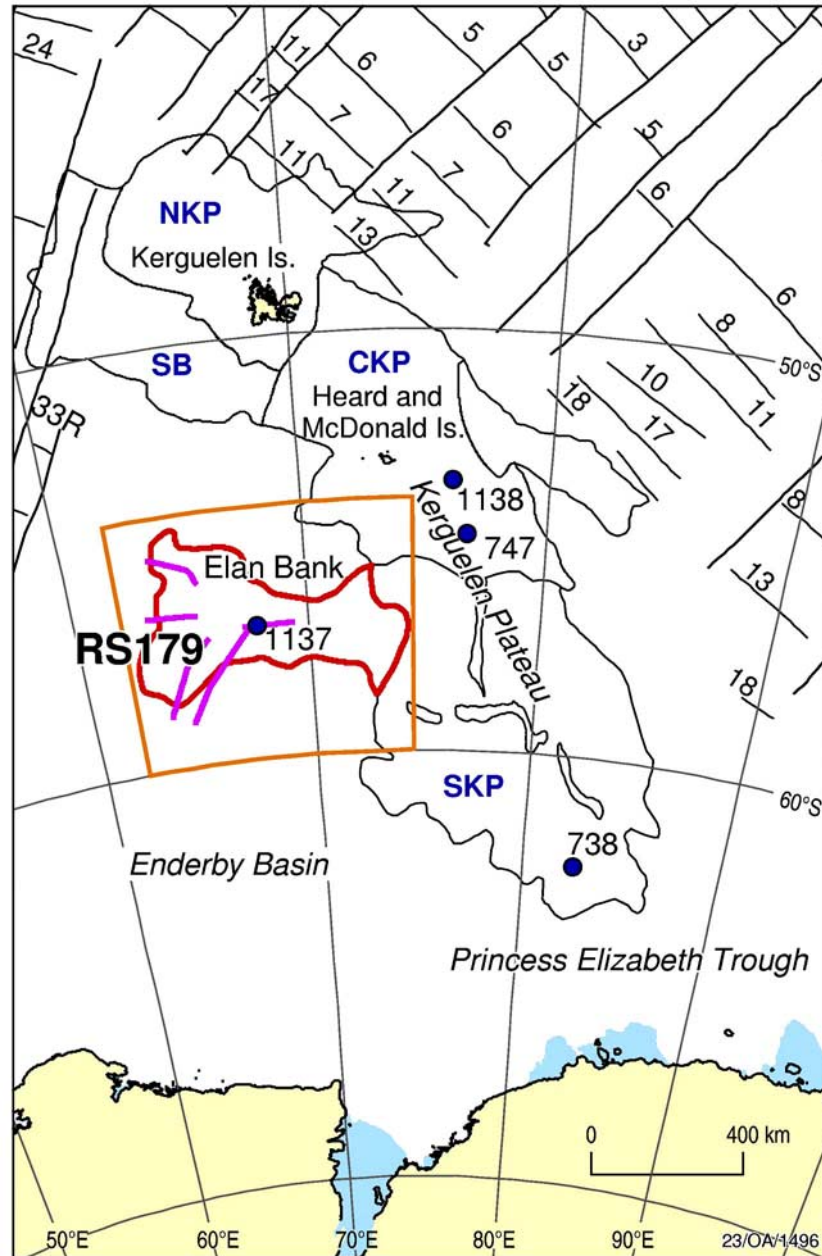 24
11
6
5
3
5
12
7
6
5
11
7
6
11
13
NKP
Kerguelen Is.
6
8
SB
CKP
50°S
Heard and
McDonald Is.
10
18
17
11
33R
1138
8
747
Kerguelen Plateau
Elan Bank
13
RS179
1137
18
SKP
60°S
738
Enderby Basin
Princess Elizabeth Trough
0 400 km
50°E 60°E 70°E 80°E 90°E
23/OA/1496